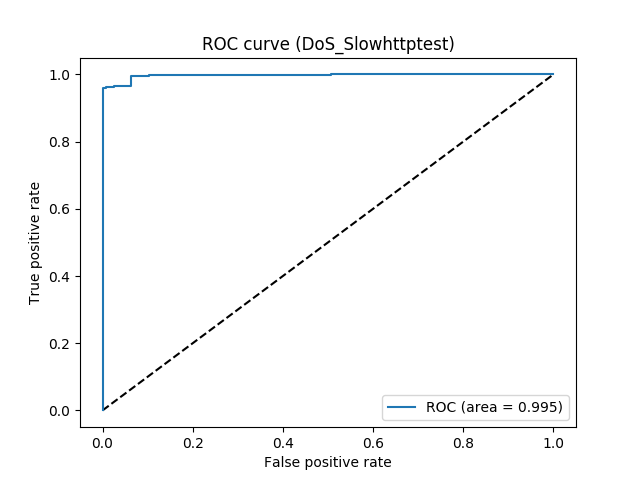 ROC curve (DoS_Slowhttptest)
True positive rate
1.0
0.8
0.6
0.4
0.2
0.0
ROC (area = 0.995)
0.0 0.2 0.4 0.6 0.8 1.0
False positive rate